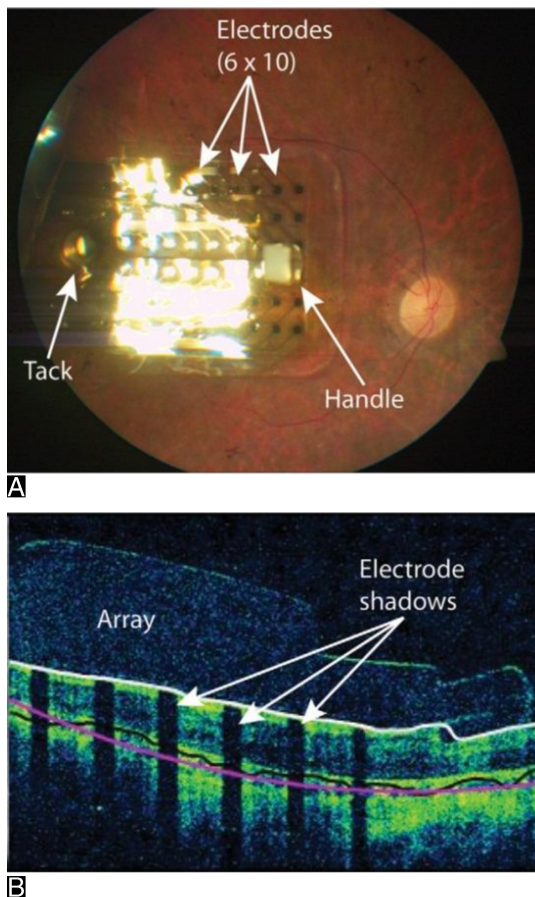 Electrodes
(6 x 10)
Tack
Handle
A
Array
Electrode
shadows
B